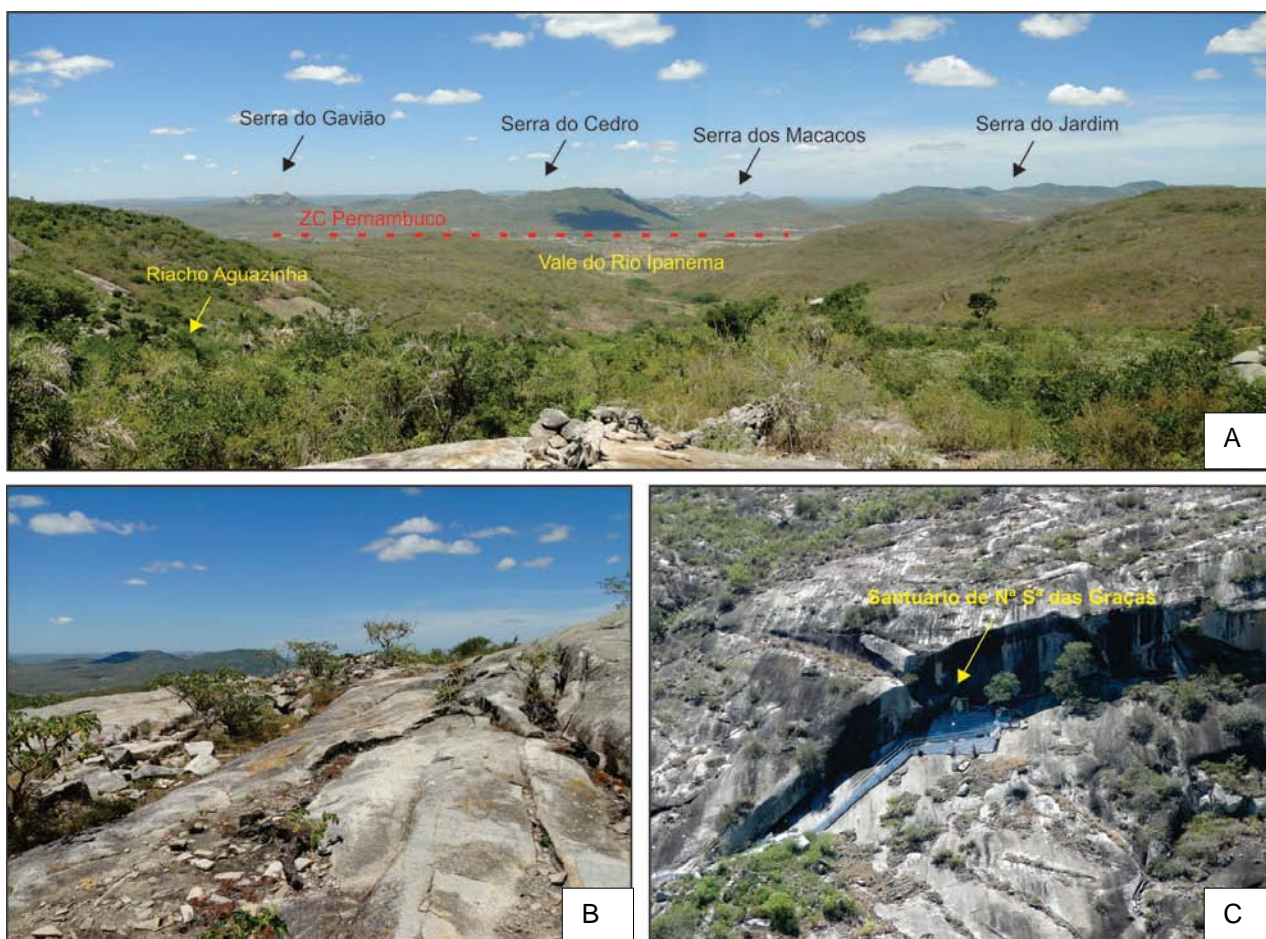 Serra do Gavião
Serra do Cedro
Serra dos Macacos
Serra do Jardim
ZC Pernambuco
Vale do Rio Ipanema
Riacho Aguazinha
A
B
Santuário de Nª Sª das Graças
C